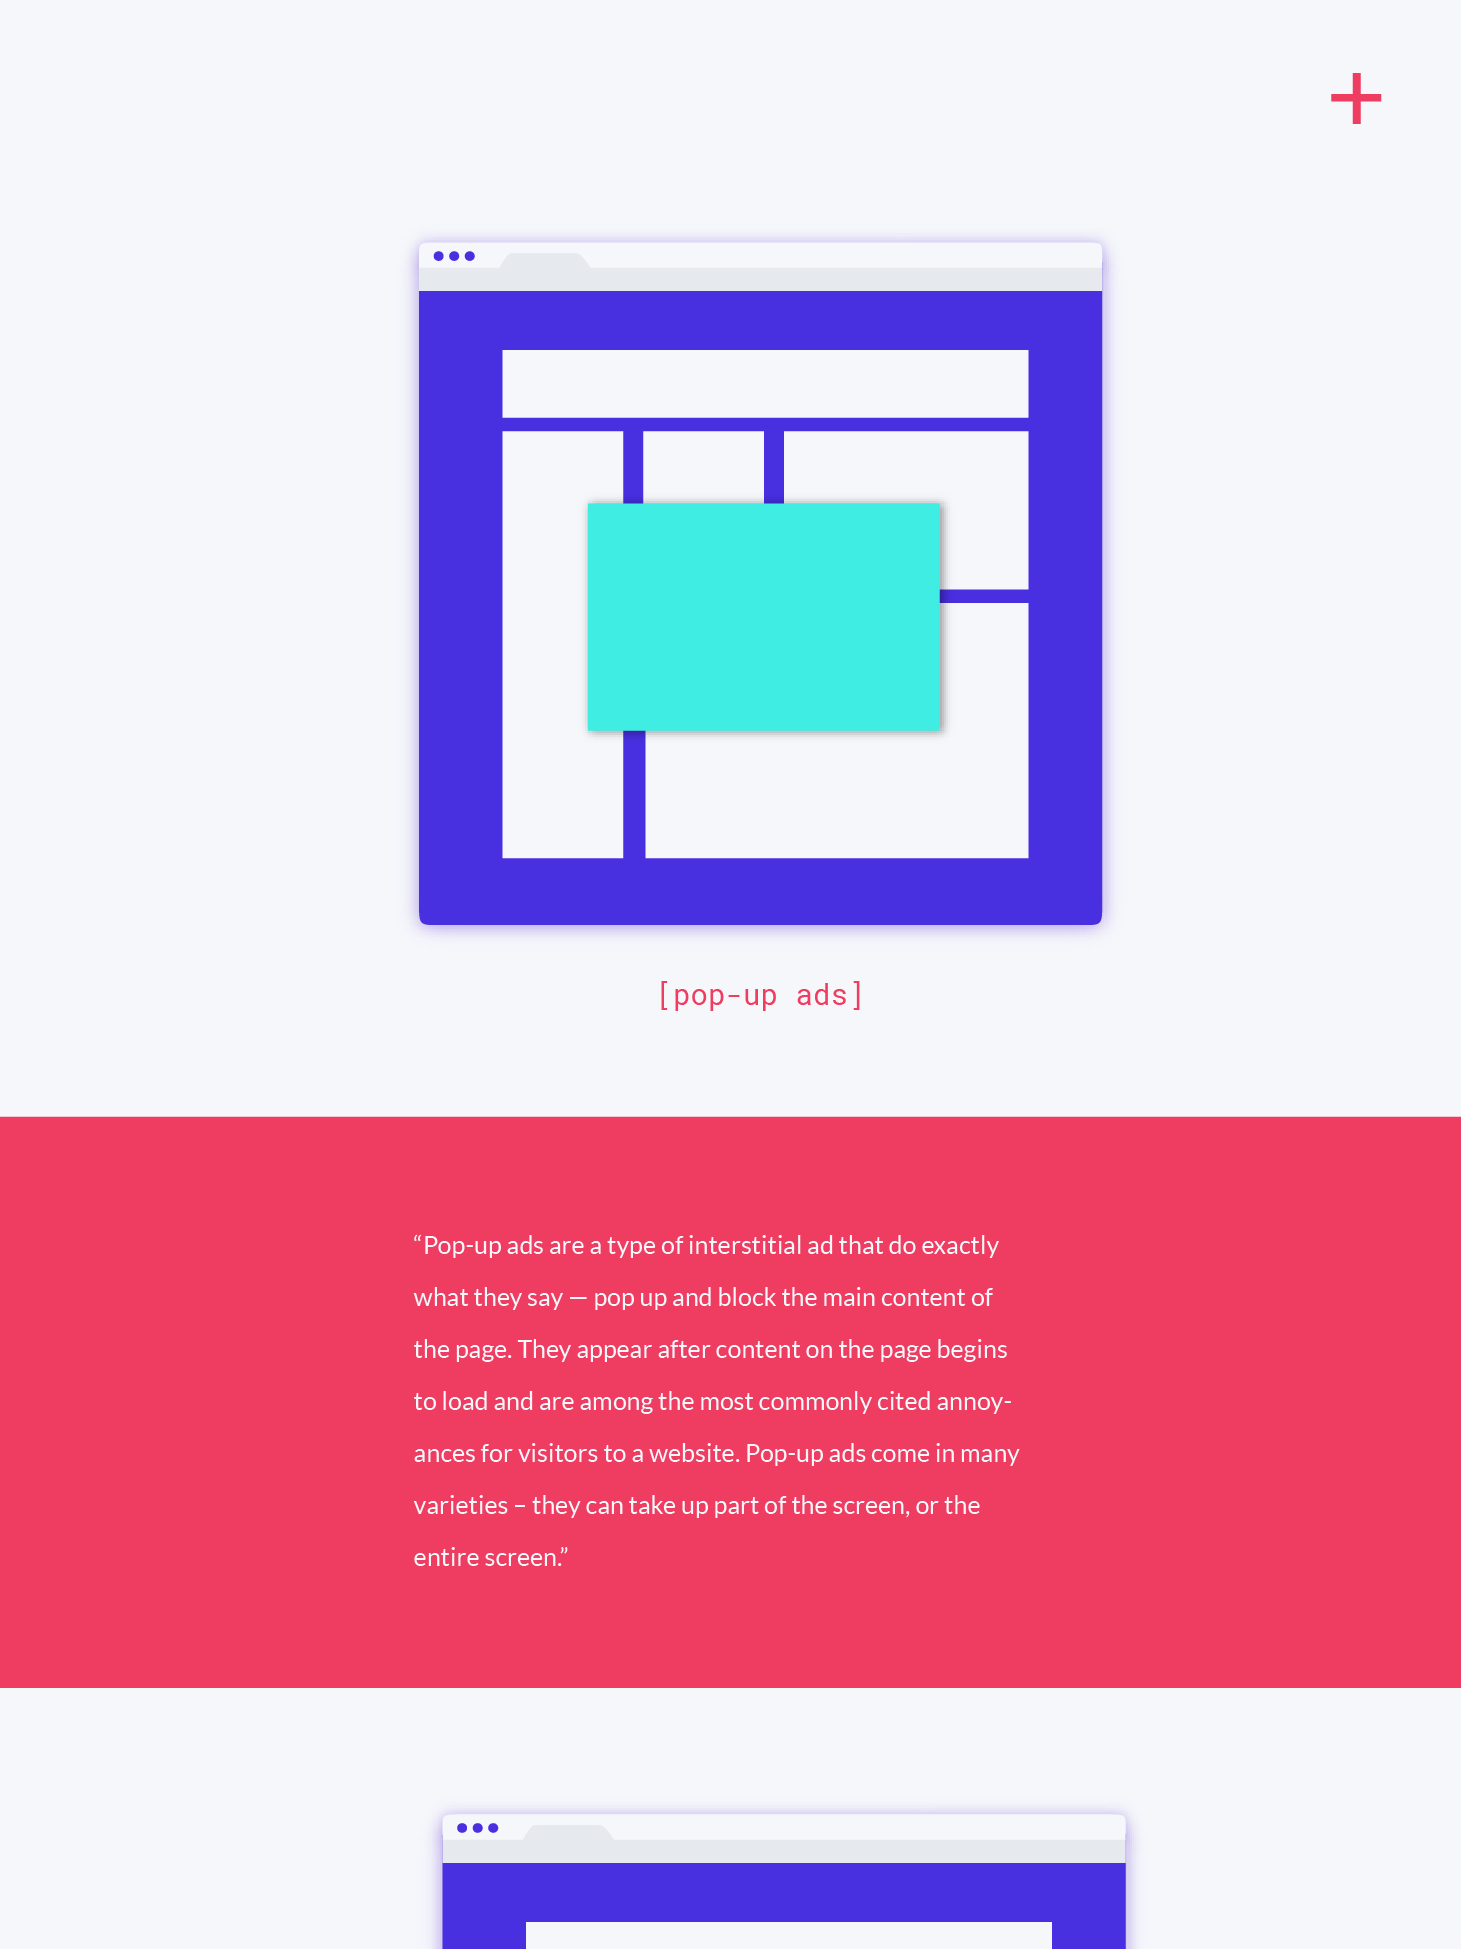 [pop-up ads]
“Pop-up ads are a type of interstitial ad that do exactly
what they say — pop up and block the main content of
the page. They appear after content on the page begins
to load and are among the most commonly cited annoy-
ances for visitors to a website. Pop-up ads come in many
varieties – they can take up part of the screen, or the
entire screen.”